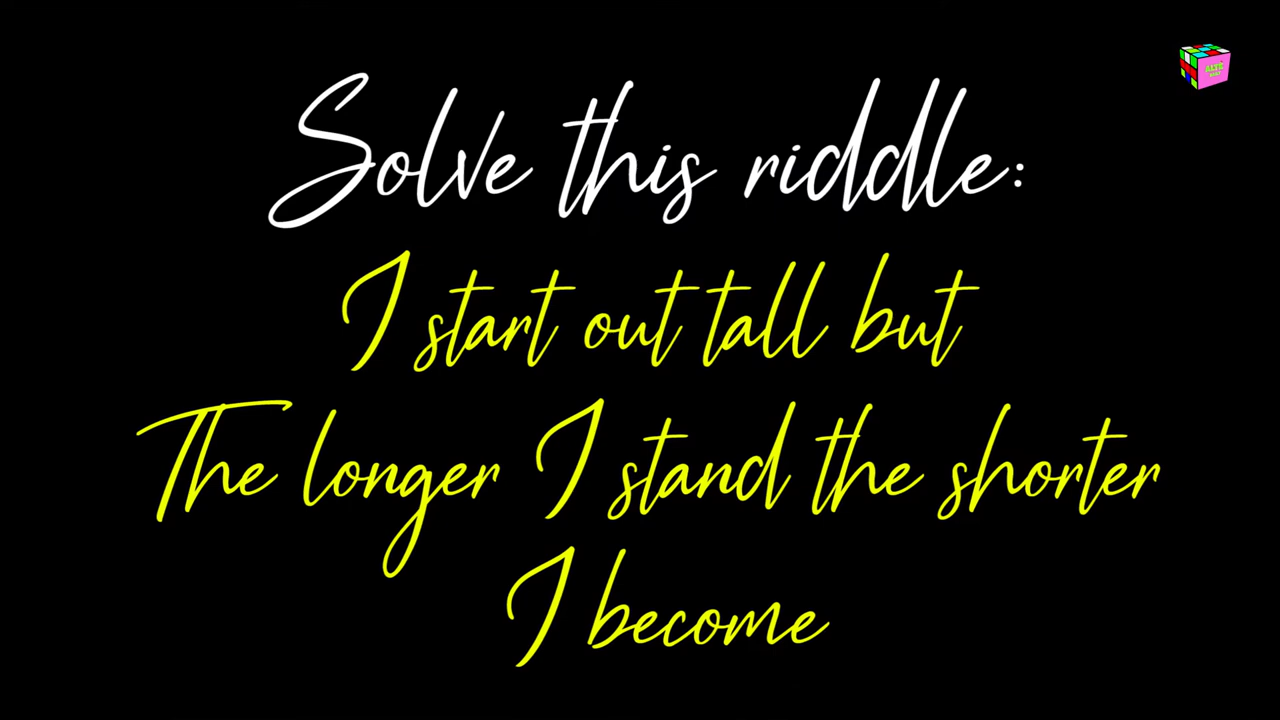 Solve this riddle:
I start out tall but
The longer I stand the shorter
I become